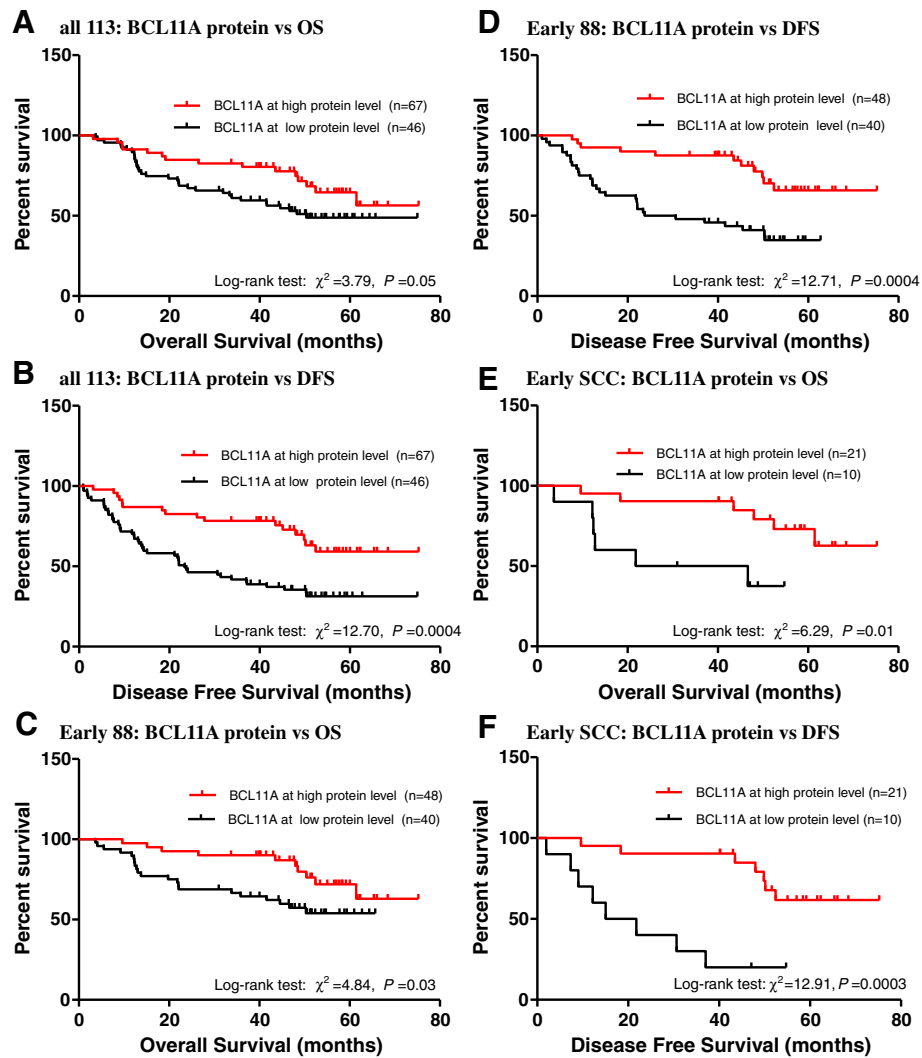 A
all 113: BCL11A protein vs OS
150
100
50
0
Percent survival
BCL11A at high protein level (n=67)
BCL11A at low protein level (n=46)
Log-rank test: χ²=3.79, P=0.05
0 20 40 60 80
Overall Survival (months)
B
all 113: BCL11A protein vs DFS
150
100
50
0
Percent survival
BCL11A at high protein level (n=67)
BCL11A at low protein level (n=46)
Log-rank test: χ²=12.70, P=0.0004
0 20 40 60 80
Disease Free Survival (months)
C
Early 88: BCL11A protein vs OS
150
100
50
0
Percent survival
BCL11A at high protein level (n=48)
BCL11A at low protein level (n=40)
Log-rank test: χ²=4.84, P=0.03
0 20 40 60 80
Overall Survival (months)
D
Early 88: BCL11A protein vs DFS
150
100
50
0
Percent survival
BCL11A at high protein level (n=48)
BCL11A at low protein level (n=40)
Log-rank test: χ²=12.71, P=0.0004
0 20 40 60 80
Disease Free Survival (months)
E
Early SCC: BCL11A protein vs OS
150
100
50
0
Percent survival
BCL11A at high protein level (n=21)
BCL11A at low protein level (n=10)
Log-rank test: χ²=6.29, P=0.01
0 20 40 60 80
Overall Survival (months)
F
Early SCC: BCL11A protein vs DFS
150
100
50
0
Percent survival
BCL11A at high protein level (n=21)
BCL11A at low protein level (n=10)
Log-rank test: χ²=12.91, P=0.0003
0 20 40 60 80
Disease Free Survival (months)